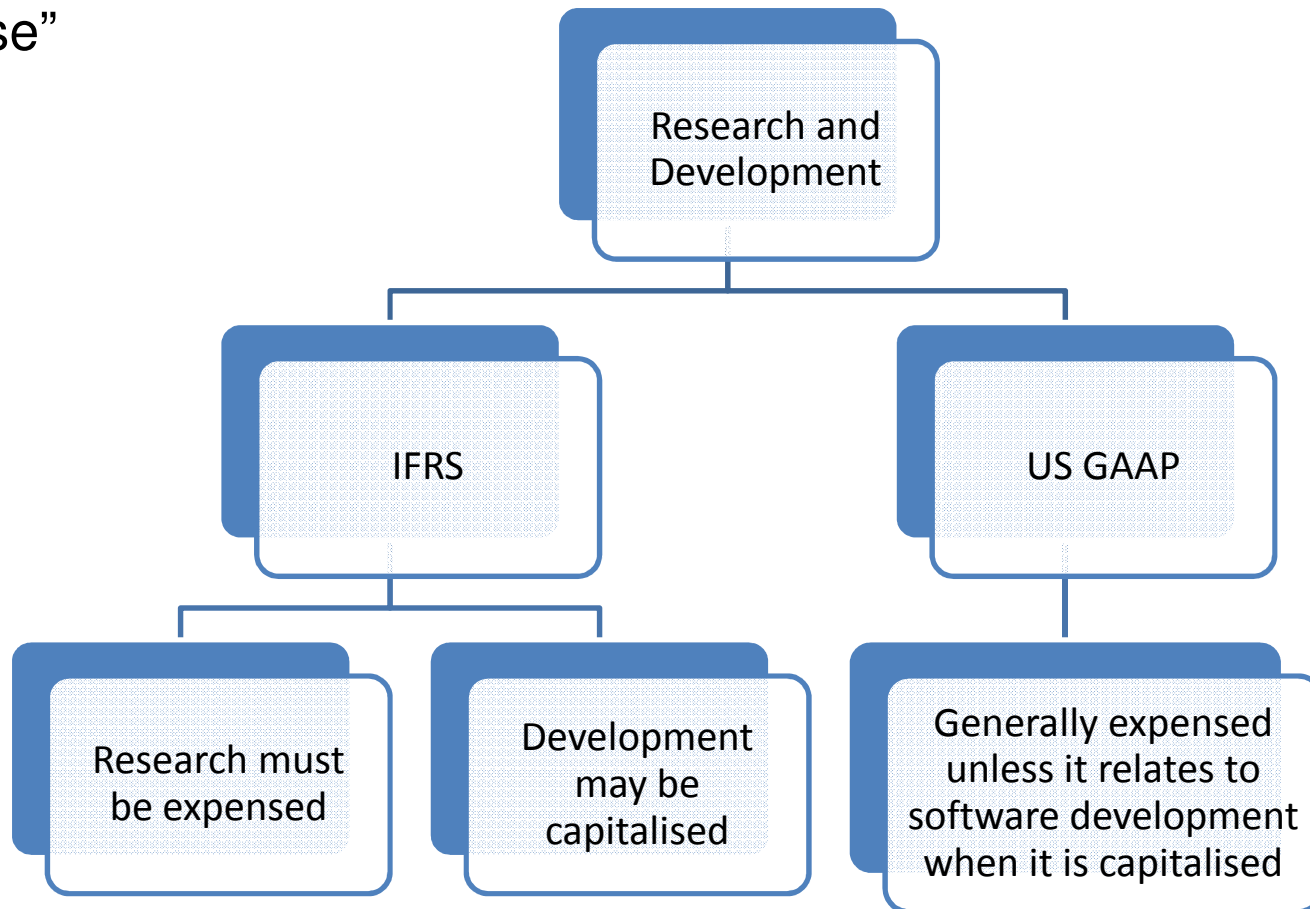 se”
Research and
Development
IFRS
US GAAP
Research must
be expensed
Development
may be
capitalised
Generally expensed
unless it relates to
software development
when it is capitalised